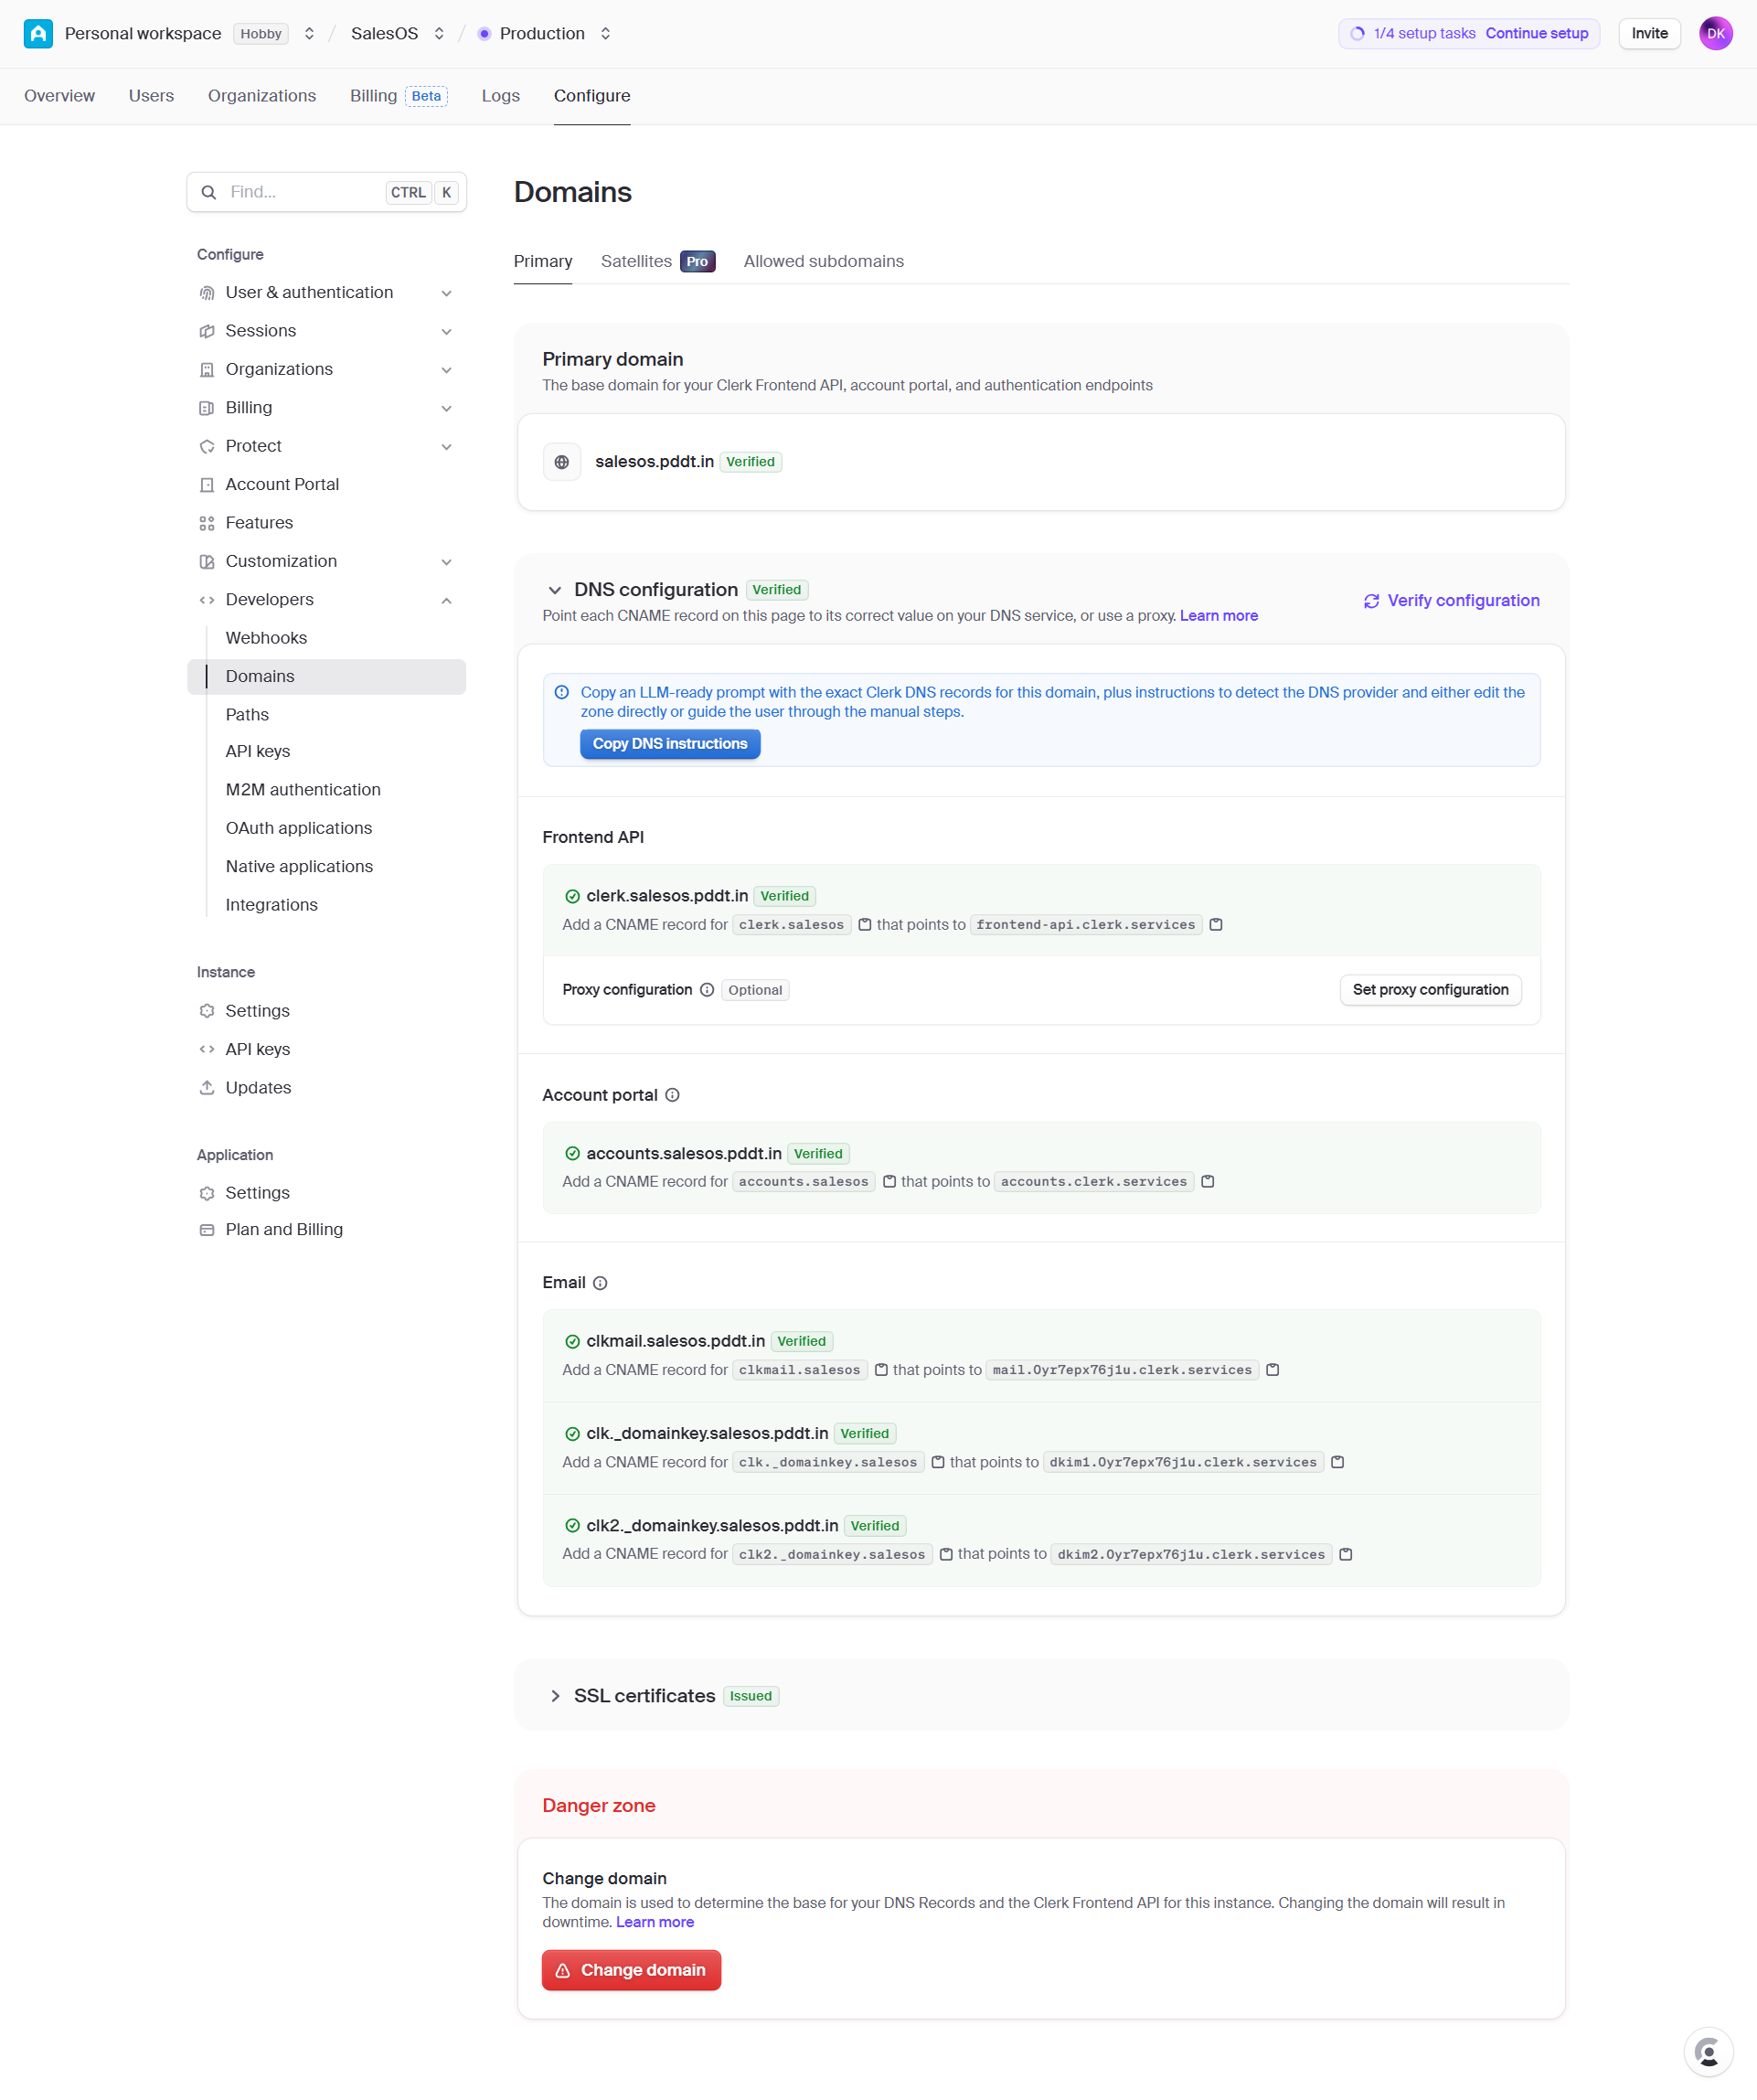 Personal workspace Hobby / SalesOS / Production
1/4 setup tasks Continue setup Invite DK
Overview Users Organizations Billing Beta Logs Configure
Find... CTRL K
Configure
User & authentication
Sessions
Organizations
Billing
Protect
Account Portal
Features
Customization
Developers
Webhooks
Domains
Paths
API keys
M2M authentication
OAuth applications
Native applications
Integrations
Instance
Settings
API keys
Updates
Application
Settings
Plan and Billing
Domains
Primary Satellites Pro Allowed subdomains
Primary domain
The base domain for your Clerk Frontend API, account portal, and authentication endpoints
salesos.pddt.in Verified
DNS configuration Verified
Point each CNAME record on this page to its correct value on your DNS service, or use a proxy. Learn more
Verify configuration
Copy an LLM-ready prompt with the exact Clerk DNS records for this domain, plus instructions to detect the DNS provider and either edit the
zone directly or guide the user through the manual steps.
Copy DNS instructions
Frontend API
clerk.salesos.pddt.in Verified
Add a CNAME record for clerk.salesos that points to frontend-api.clerk.services
Proxy configuration Optional
Set proxy configuration
Account portal
accounts.salesos.pddt.in Verified
Add a CNAME record for accounts.salesos that points to accounts.clerk.services
Email
clkmail.salesos.pddt.in Verified
Add a CNAME record for clkmail.salesos that points to mail.0yr7epx76j1u.clerk.services
clk._domainkey.salesos.pddt.in Verified
Add a CNAME record for clk._domainkey.salesos that points to dkim1.0yr7epx76j1u.clerk.services
clk2._domainkey.salesos.pddt.in Verified
Add a CNAME record for clk2._domainkey.salesos that points to dkim2.0yr7epx76j1u.clerk.services
SSL certificates Issued
Danger zone
Change domain
The domain is used to determine the base for your DNS Records and the Clerk Frontend API for this instance. Changing the domain will result in
downtime. Learn more
Change domain